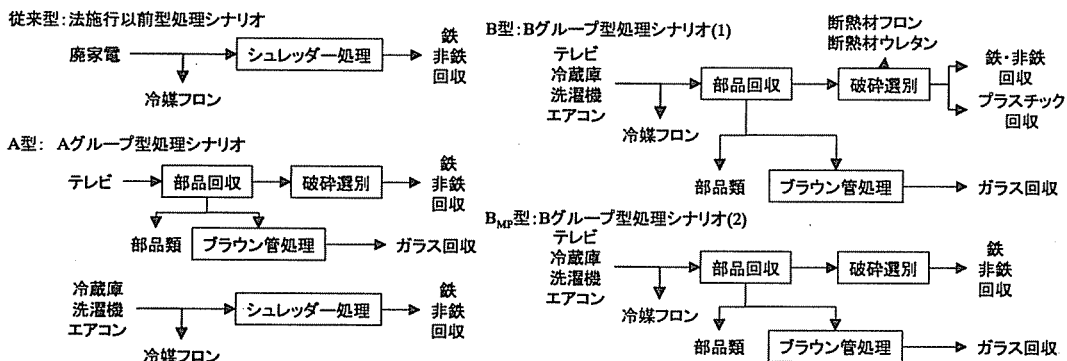 従来型:法施行以前型処理シナリオ
廃家電
シュレッダー処理
鉄
非鉄
回収
冷媒フロン
A型: Aグループ型処理シナリオ
テレビ
部品回収
破砕選別
鉄
非鉄
回収
部品類
ブラウン管処理
ガラス回収
冷蔵庫
洗濯機
エアコン
シュレッダー処理
鉄
非鉄
回収
冷媒フロン
B型:Bグループ型処理シナリオ(1)
断熱材フロン
断熱材ウレタン
テレビ
冷蔵庫
洗濯機
エアコン
部品回収
破砕選別
鉄・非鉄
回収
プラスチック
回収
冷媒フロン
部品類
ブラウン管処理
ガラス回収
BMP型:Bグループ型処理シナリオ(2)
テレビ
冷蔵庫
洗濯機
エアコン
部品回収
破砕選別
鉄
非鉄
回収
冷媒フロン
部品類
ブラウン管処理
ガラス回収